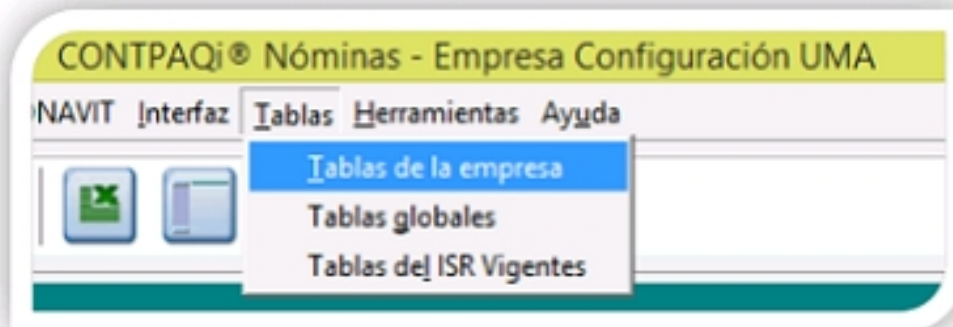 CONTPAQi® Nóminas - Empresa Configuración UMA
NAVIT Interfaz Tablas Herramientas Ayuda
Tablas de la empresa
Tablas globales
Tablas del ISR Vigentes